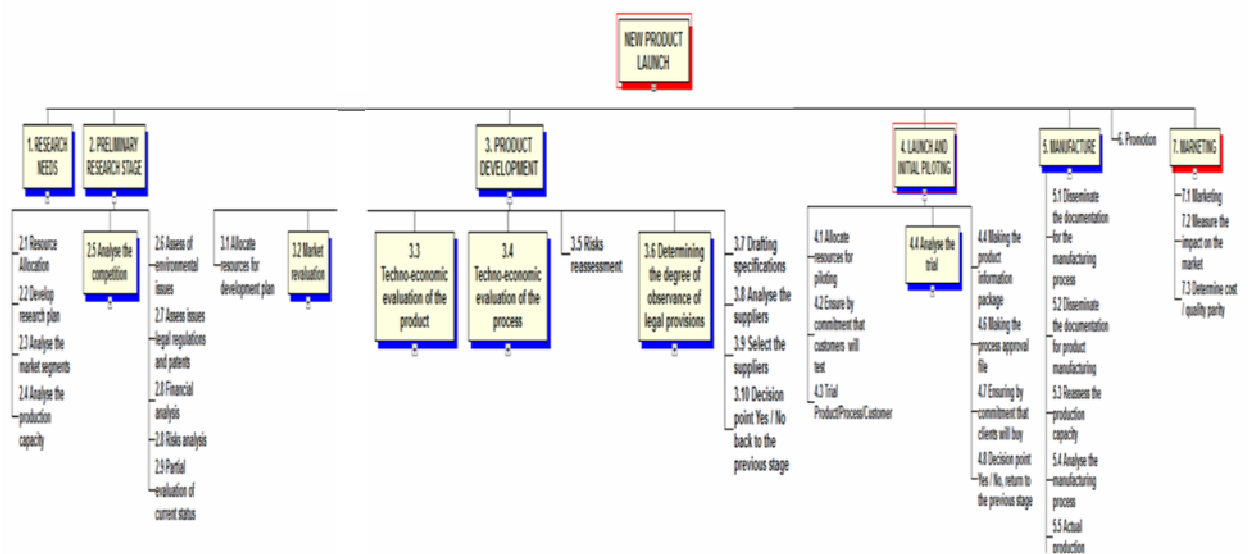 NEW PRODUCT
LAUNCH
1. RESEARCH
NEEDS
2. PRELIMINARY
RESEARCH STAGE
3. PRODUCT
DEVELOPMENT
4. LAUNCH AND
INITIAL PILOTING
5. MANUFACTURE
6. Promotion
7. MARKETING
2.1 Resource
Allocation
2.2 Develop
research plan
2.3 Analyse the
market segments
2.4 Analyse the
production
capacity
2.5 Analyse the
competition
2.6 Assess of
environmental
issues
2.7 Assess issues
legal regulations
and patents
2.8 Financial
analysis
2.8 Risks analysis
2.9 Partial
evaluation of
current status
3.1 Allocate
resources for
development plan
3.2 Market
revaluation
3.3
Techno-economic
evaluation of the
product
3.4
Techno-economic
evaluation of the
process
3.5 Risks
reassessment
3.6 Determining
the degree of
observance of
legal provisions
3.7 Drafting
specifications
3.8 Analyse the
suppliers
3.9 Select the
suppliers
3.10 Decision
point Yes / No
back to the
previous stage
4.1 Allocate
resources for
piloting
4.2 Ensure by
commitment that
customers will
test
4.3 Trial
Product/Process/Customer
4.4 Analyse the
trial
4.4 Making the
product
information
package
4.6 Making the
process approval
file
4.7 Ensuring by
commitment that
clients will buy
4.8 Decision point
Yes / No, return to
the previous stage
5.1 Disseminate
the documentation
for the
manufacturing
process
5.2 Disseminate
the documentation
for product
manufacturing
5.3 Reassess the
production
capacity
5.4 Analyse the
manufacturing
process
5.5 Actual
production
7.1 Marketing
7.2 Measure the
impact on the
market
7.3 Determine cost
/ quality parity